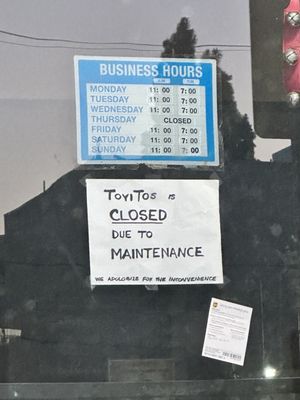 BUSINESS HOURS
AM PM
MONDAY 11:00 7:00
TUESDAY 11:00 7:00
WEDNESDAY 11:00 7:00
THURSDAY CLOSED
FRIDAY 11:00 7:00
SATURDAY 11:00 7:00
SUNDAY 11:00 7:00
TOYITOS IS
CLOSED
DUE TO
MAINTENANCE
WE APOLOGIZE FOR THE INCONVENIENCE